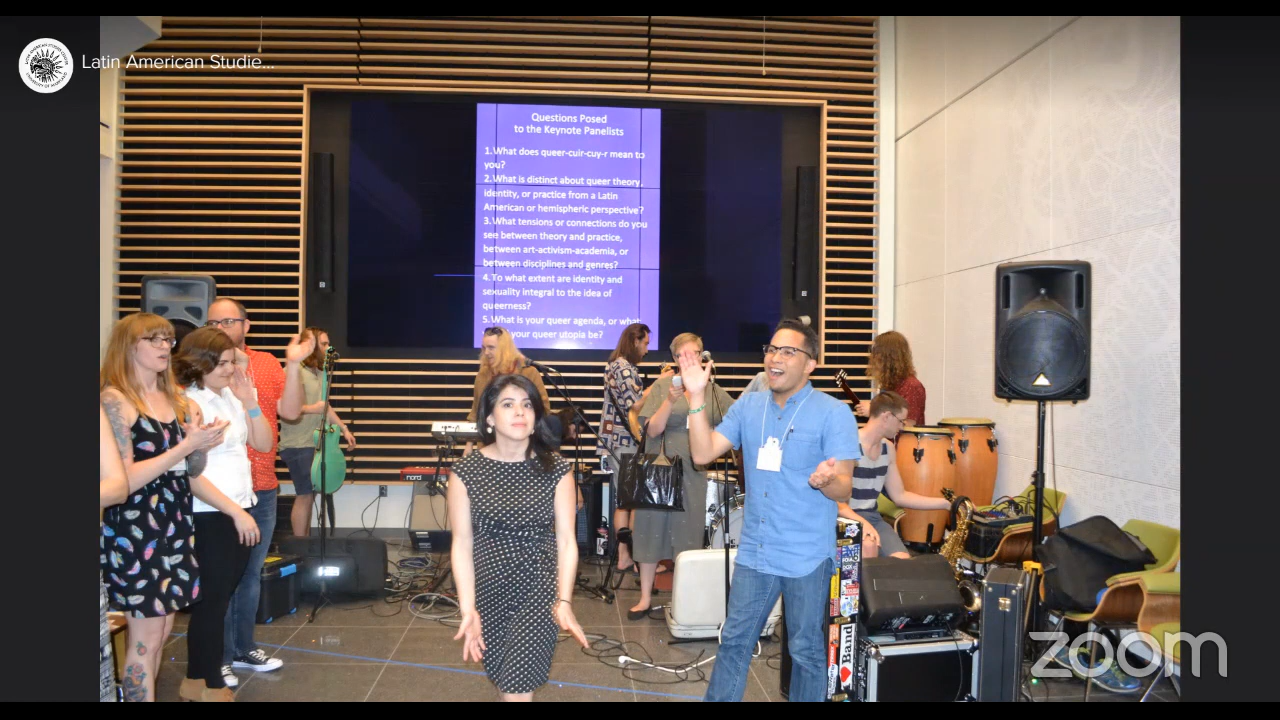 Latin American Studie...
Questions Posed
to the Keynote Panelists
1.What does queer-cuir-cuy-r mean to
you?
2.What is distinct about queer theory,
identity, or practice from a Latin
American or hemispheric perspective?
3.What tensions or connections do you
see between theory and practice,
between art-activism-academia, or
between disciplines and genres?
4.To what extent are identity and
sexuality integral to the idea of
queerness?
5.What is your queer agenda, or what
your queer utopia be?
nord
I ♥ Band
zoom